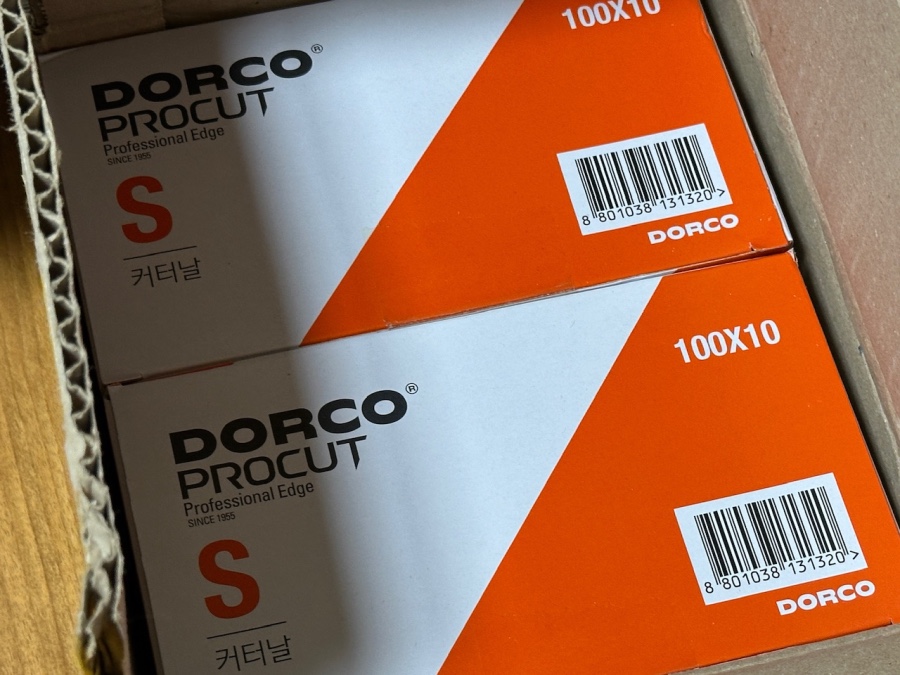 100X10
DORCO®
PROCUT
Professional Edge
SINCE 1955
S
커터날
8 801038 131320 >
DORCO
100X10
DORCO®
PROCUT
Professional Edge
SINCE 1955
S
커터날
8 801038 131320 >
DORCO